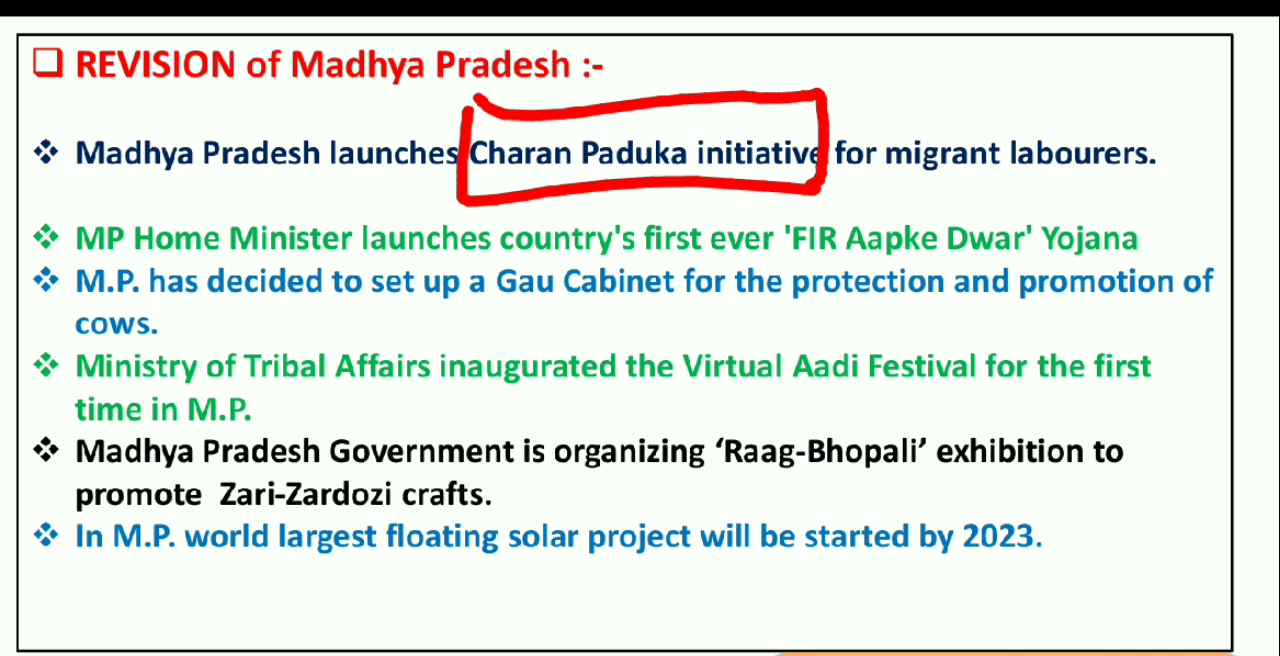 ❑ REVISION of Madhya Pradesh :-
❖ Madhya Pradesh launches Charan Paduka initiative for migrant labourers.
❖ MP Home Minister launches country's first ever 'FIR Aapke Dwar' Yojana
❖ M.P. has decided to set up a Gau Cabinet for the protection and promotion of
cows.
❖ Ministry of Tribal Affairs inaugurated the Virtual Aadi Festival for the first
time in M.P.
❖ Madhya Pradesh Government is organizing ‘Raag-Bhopali’ exhibition to
promote Zari-Zardozi crafts.
❖ In M.P. world largest floating solar project will be started by 2023.